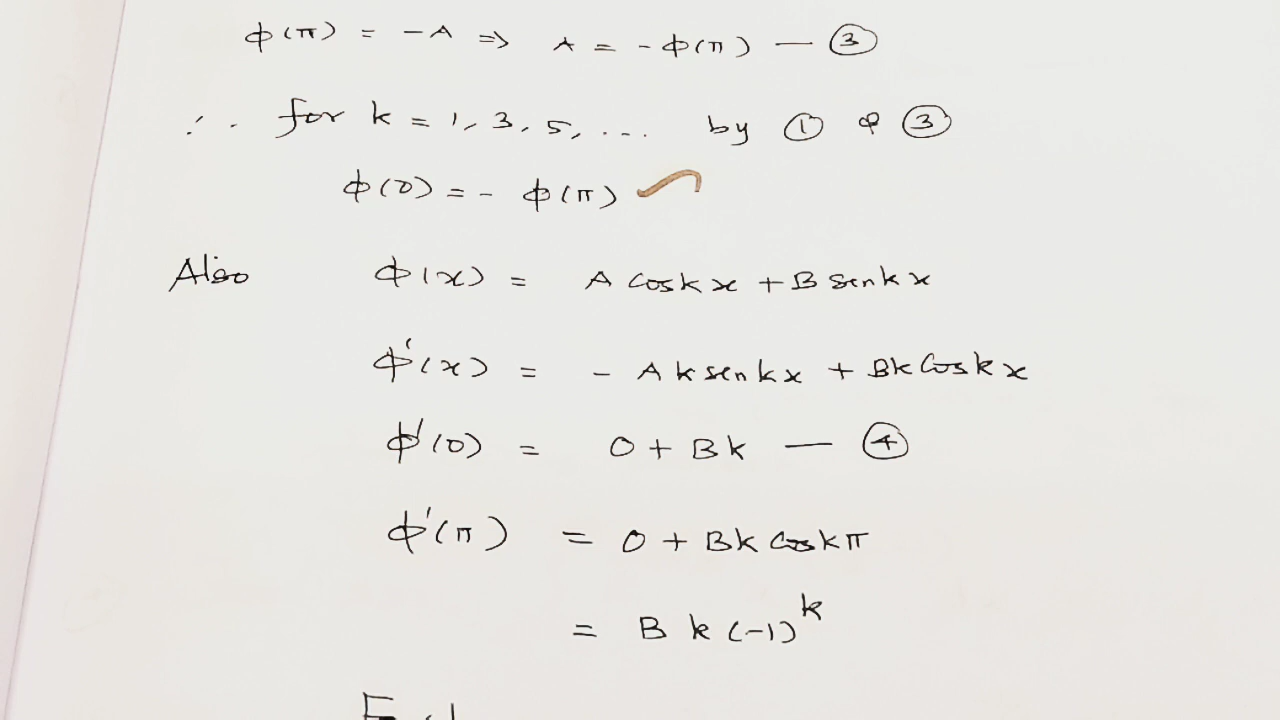 ϕ(π) = -A ⇒ A = -ϕ(π) — ③
∴ for k = 1, 3, 5, ... by ① & ③
ϕ(0) = - ϕ(π)
Also ϕ(x) = A Cos kx + B sin kx
ϕ'(x) = - A k sin kx + Bk Cos kx
ϕ'(0) = 0 + Bk — ④
ϕ'(π) = 0 + Bk Cos kπ
= B k (-1)^k